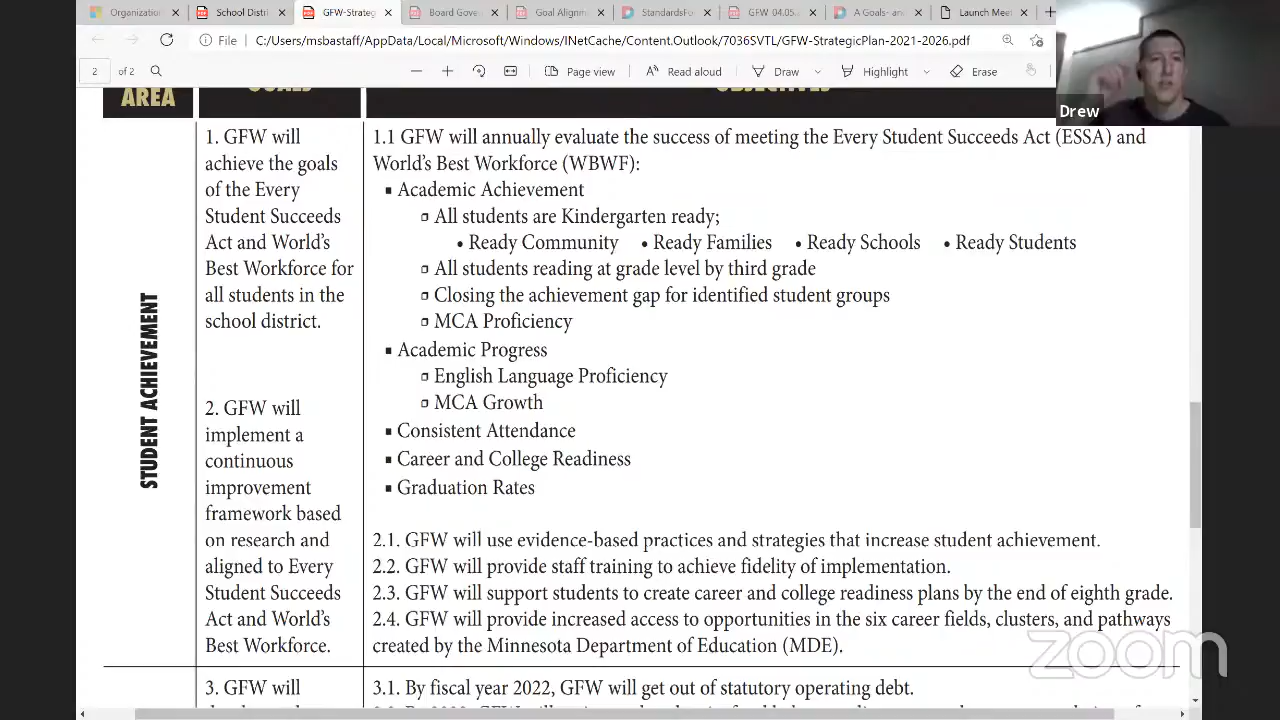 Organization
School Distri
GFW-Strateg
Board Gove
Goal Alignm
StandardsFo
GFW 04.05.
A Goals- and
Launch Meet
File C:/Users/msbastaff/AppData/Local/Microsoft/Windows/INetCache/Content.Outlook/7036SVTL/GFW-StrategicPlan-2021-2026.pdf
2 of 2 Page view Read aloud Draw Highlight Erase
Drew
AREA GOALS OBJECTIVES
STUDENT ACHIEVEMENT
1. GFW will
achieve the goals
of the Every
Student Succeeds
Act and World's
Best Workforce for
all students in the
school district.
2. GFW will
implement a
continuous
improvement
framework based
on research and
aligned to Every
Student Succeeds
Act and World's
Best Workforce.
1.1 GFW will annually evaluate the success of meeting the Every Student Succeeds Act (ESSA) and
World's Best Workforce (WBWF):
▪ Academic Achievement
❑ All students are Kindergarten ready;
• Ready Community • Ready Families • Ready Schools • Ready Students
❑ All students reading at grade level by third grade
❑ Closing the achievement gap for identified student groups
❑ MCA Proficiency
▪ Academic Progress
❑ English Language Proficiency
❑ MCA Growth
▪ Consistent Attendance
▪ Career and College Readiness
▪ Graduation Rates
2.1. GFW will use evidence-based practices and strategies that increase student achievement.
2.2. GFW will provide staff training to achieve fidelity of implementation.
2.3. GFW will support students to create career and college readiness plans by the end of eighth grade.
2.4. GFW will provide increased access to opportunities in the six career fields, clusters, and pathways
created by the Minnesota Department of Education (MDE).
zoom
3. GFW will
3.1. By fiscal year 2022, GFW will get out of statutory operating debt.